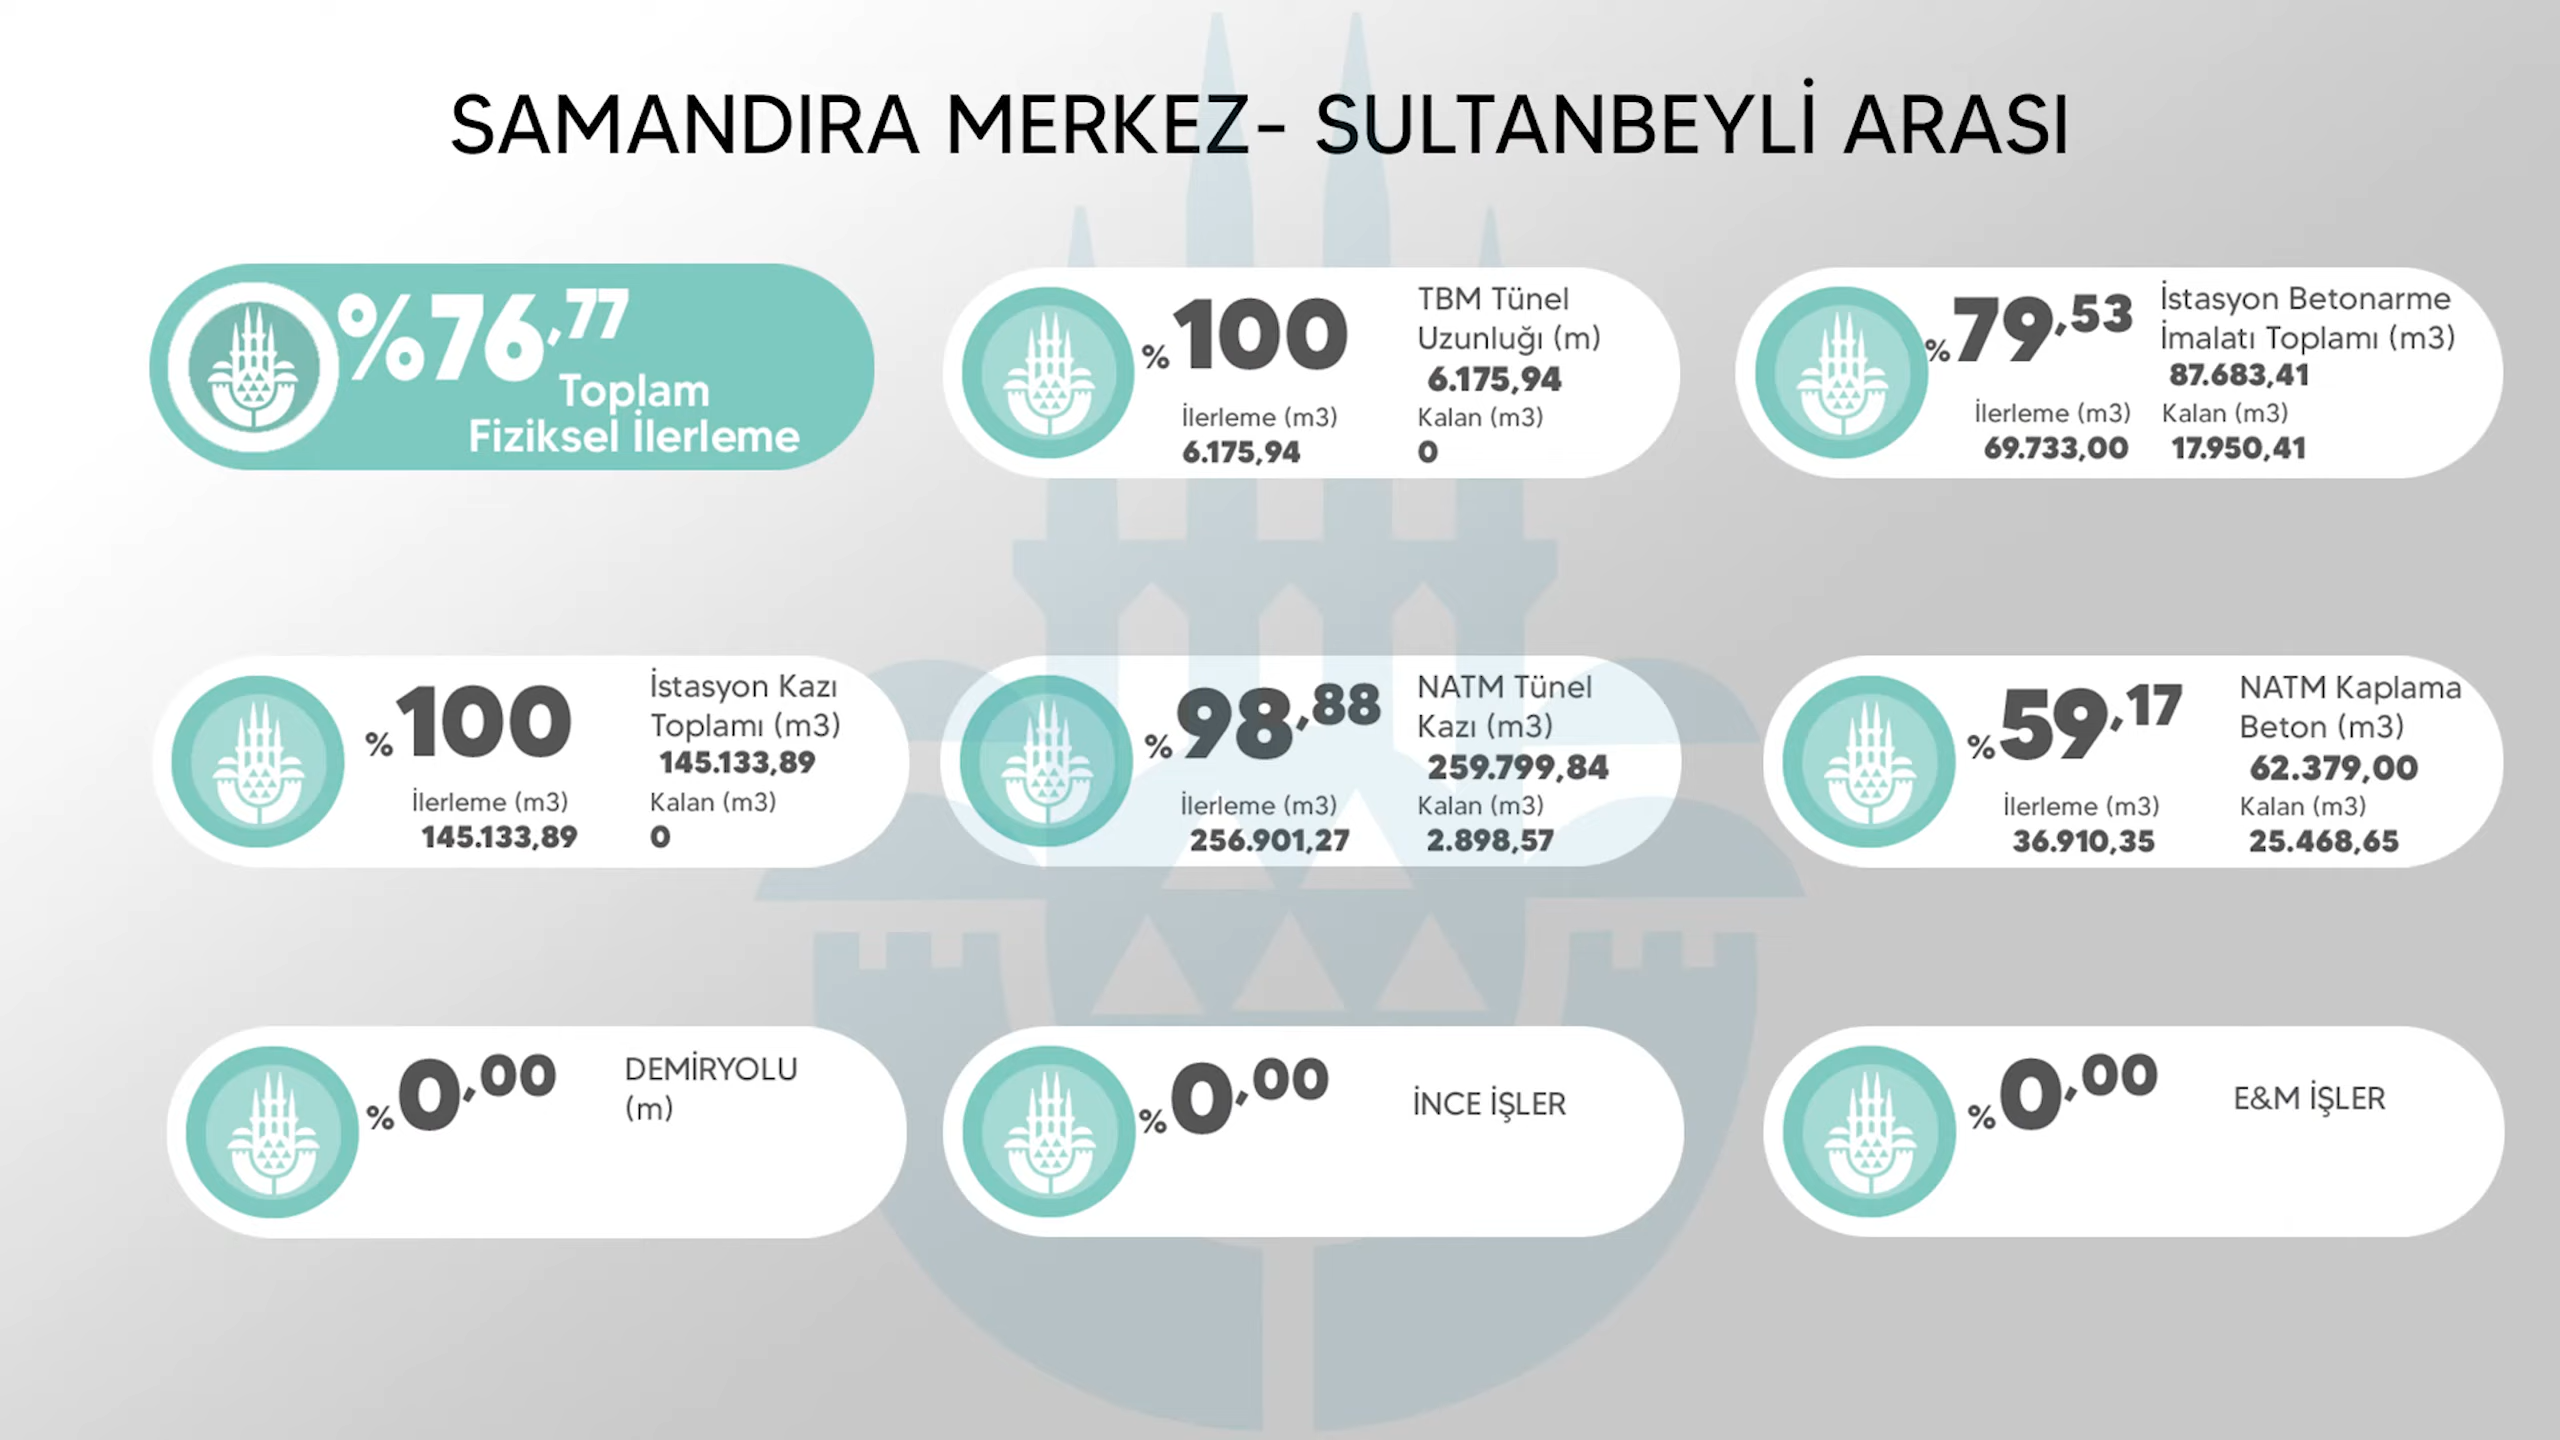 SAMANDIRA MERKEZ- SULTANBEYLİ ARASI
%76,77
Toplam
Fiziksel İlerleme
%100
TBM Tünel
Uzunluğı (m)
6.175,94
İlerleme (m3)
6.175,94
Kalan (m3)
0
%79,53
İstasyon Betonarme
İmalatı Toplamı (m3)
87.683,41
İlerleme (m3)
69.733,00
Kalan (m3)
17.950,41
%100
İstasyon Kazı
Toplamı (m3)
145.133,89
İlerleme (m3)
145.133,89
Kalan (m3)
0
%98,88
NATM Tünel
Kazı (m3)
259.799,84
İlerleme (m3)
256.901,27
Kalan (m3)
2.898,57
%59,17
NATM Kaplama
Beton (m3)
62.379,00
İlerleme (m3)
36.910,35
Kalan (m3)
25.468,65
%0,00
DEMİRYOLU
(m)
%0,00
İNCE İŞLER
%0,00
E&M İŞLER